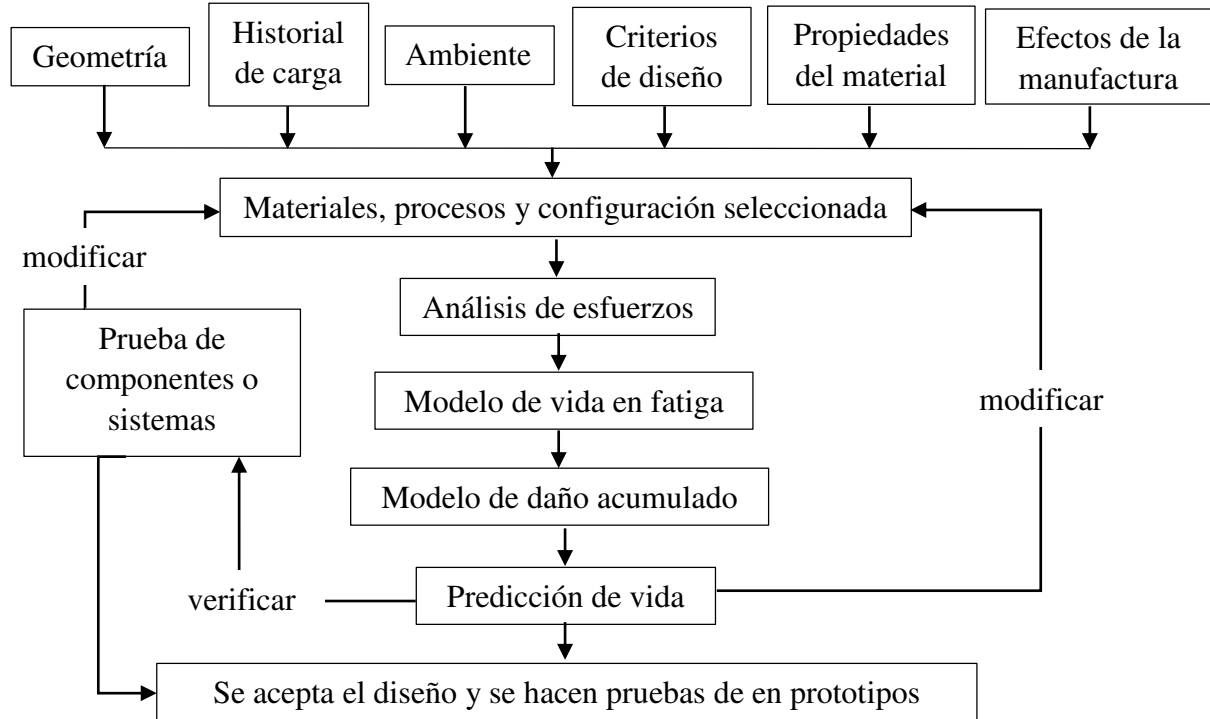 Geometría
Historial
de carga
Ambiente
Criterios
de diseño
Propiedades
del material
Efectos de la
manufactura
Materiales, procesos y configuración seleccionada
modificar
Análisis de esfuerzos
Prueba de
componentes o
sistemas
Modelo de vida en fatiga
modificar
Modelo de daño acumulado
verificar
Predicción de vida
Se acepta el diseño y se hacen pruebas de en prototipos